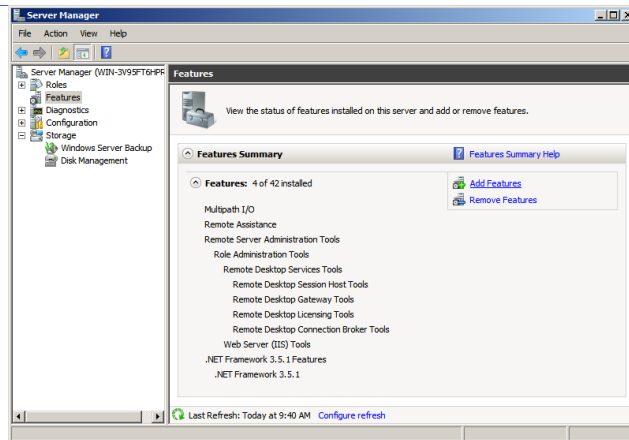 Server Manager
File Action View Help
Server Manager (WIN-3V95FT6HPR
Roles
Features
Diagnostics
Configuration
Storage
Windows Server Backup
Disk Management
Features
View the status of features installed on this server and add or remove features.
Features Summary
Features Summary Help
Features: 4 of 42 installed
Add Features
Remove Features
Multipath I/O
Remote Assistance
Remote Server Administration Tools
Role Administration Tools
Remote Desktop Services Tools
Remote Desktop Session Host Tools
Remote Desktop Gateway Tools
Remote Desktop Licensing Tools
Remote Desktop Connection Broker Tools
Web Server (IIS) Tools
.NET Framework 3.5.1 Features
.NET Framework 3.5.1
Last Refresh: Today at 9:40 AM Configure refresh